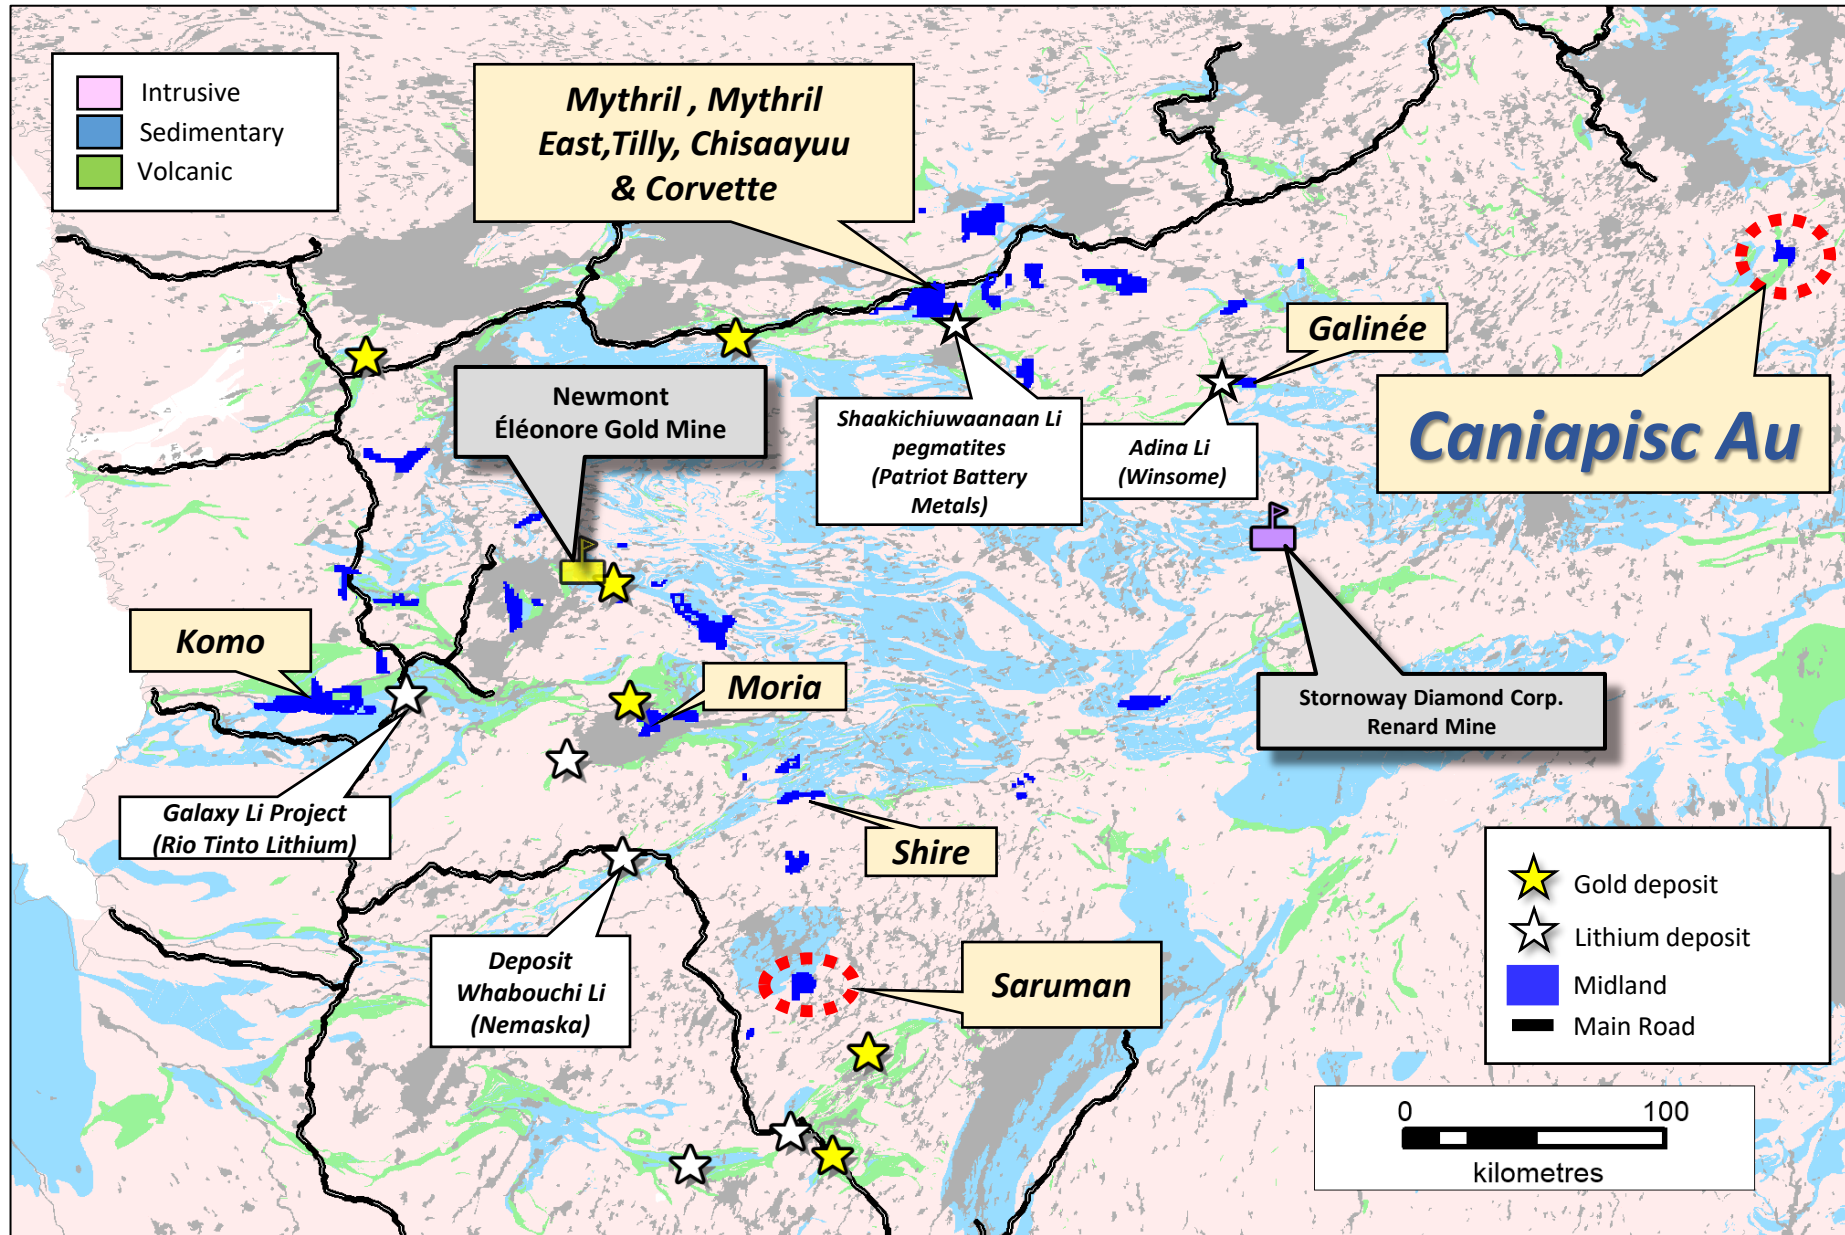 Intrusive
Sedimentary
Volcanic
Mythril , Mythril
East,Tilly, Chisaayuu
& Corvette
Galinée
Caniapisc Au
Newmont
Éléonore Gold Mine
Shaakichiuwaanaan Li
pegmatites
(Patriot Battery
Metals)
Adina Li
(Winsome)
Komo
Moria
Stornoway Diamond Corp.
Renard Mine
Galaxy Li Project
(Rio Tinto Lithium)
Shire
Deposit
Whabouchi Li
(Nemaska)
Saruman
Gold deposit
Lithium deposit
Midland
Main Road
0 100
kilometres